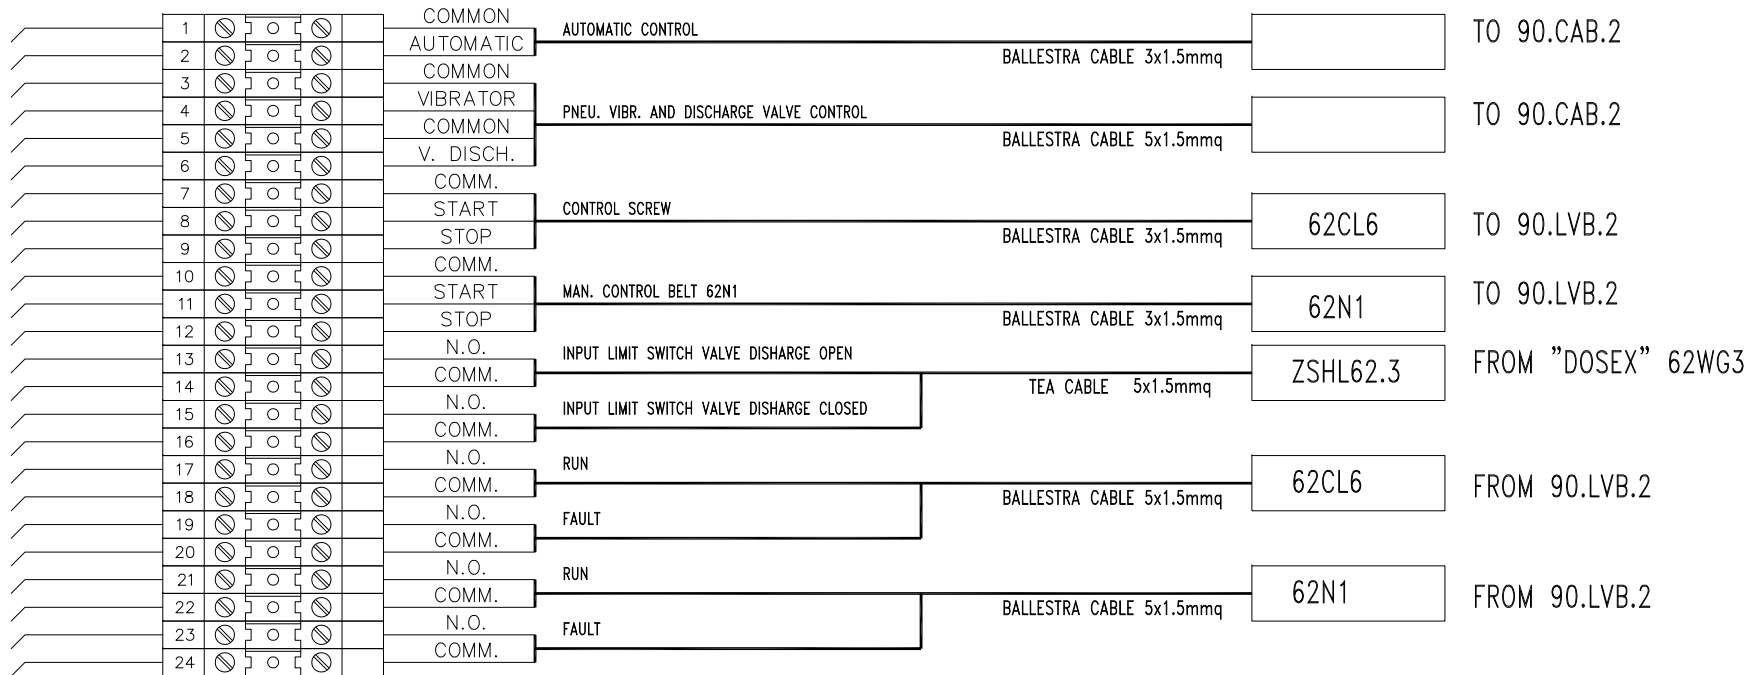 COMMON
1 AUTOMATIC CONTROL TO 90.CAB.2
AUTOMATIC
2 BALLESTRA CABLE 3x1.5mmq
COMMON
3
VIBRATOR
4 PNEU. VIBR. AND DISCHARGE VALVE CONTROL TO 90.CAB.2
COMMON
5 BALLESTRA CABLE 5x1.5mmq
V. DISCH.
6
COMM.
7
START
8 CONTROL SCREW 62CL6 TO 90.LVB.2
STOP
9 BALLESTRA CABLE 3x1.5mmq
COMM.
10
START
11 MAN. CONTROL BELT 62N1 62N1 TO 90.LVB.2
STOP
12 BALLESTRA CABLE 3x1.5mmq
N.O.
13 INPUT LIMIT SWITCH VALVE DISHARGE OPEN ZSHL62.3 FROM "DOSEX" 62WG3
COMM.
14 TEA CABLE 5x1.5mmq
N.O.
15 INPUT LIMIT SWITCH VALVE DISHARGE CLOSED
COMM.
16
N.O.
17 RUN 62CL6 FROM 90.LVB.2
COMM.
18 BALLESTRA CABLE 5x1.5mmq
N.O.
19 FAULT
COMM.
20
N.O.
21 RUN 62N1 FROM 90.LVB.2
COMM.
22 BALLESTRA CABLE 5x1.5mmq
N.O.
23 FAULT
COMM.
24